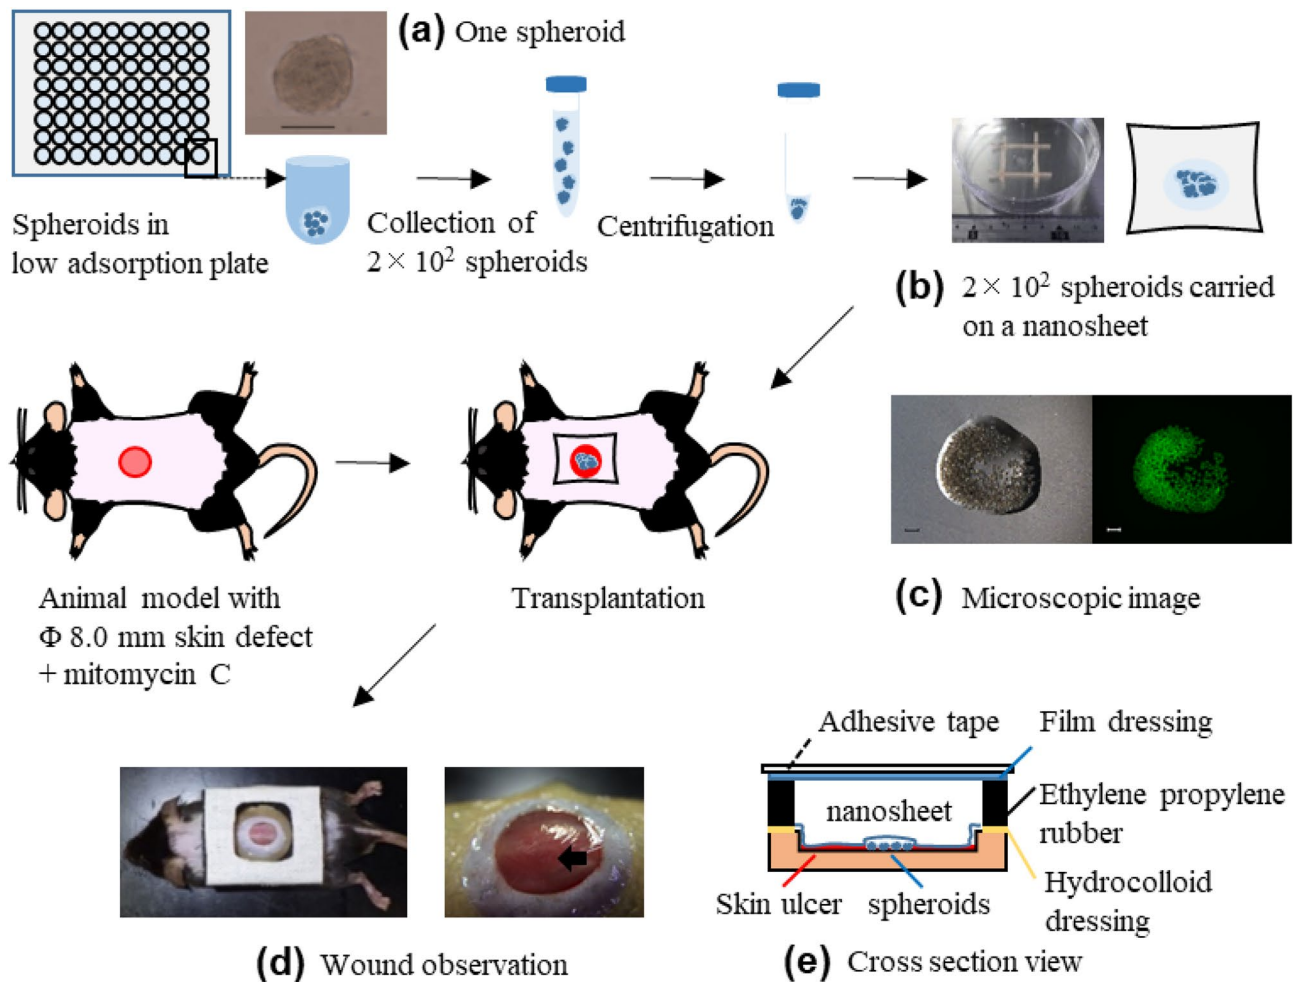 (a) One spheroid
Spheroids in
low adsorption plate
Collection of
2 × 10² spheroids
Centrifugation
(b) 2 × 10² spheroids carried
on a nanosheet
Animal model with
Φ 8.0 mm skin defect
+ mitomycin C
Transplantation
(c) Microscopic image
(d) Wound observation
Adhesive tape
Film dressing
nanosheet
Ethylene propylene
rubber
Hydrocolloid
dressing
Skin ulcer
spheroids
(e) Cross section view